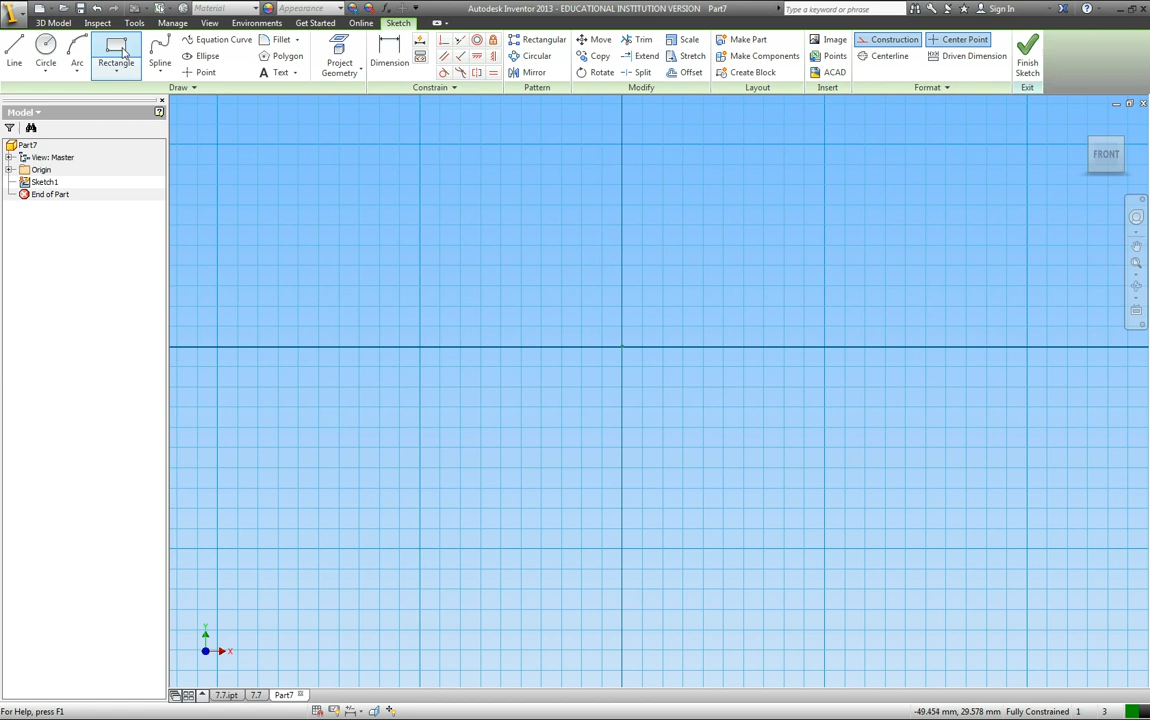 Material
Appearance
Autodesk Inventor 2013 - EDUCATIONAL INSTITUTION VERSION Part7
Type a keyword or phrase
Sign In
3D Model Inspect Tools Manage View Environments Get Started Online Sketch
Line
Circle
Arc
Rectangle
Spline
Equation Curve
Ellipse
Point
Fillet
Polygon
Text
Project
Geometry
Dimension
Rectangular
Circular
Mirror
Move
Copy
Rotate
Trim
Extend
Split
Scale
Stretch
Offset
Make Part
Make Components
Create Block
Image
Points
ACAD
Construction
Centerline
Center Point
Driven Dimension
Finish
Sketch
Draw
Constrain
Pattern
Modify
Layout
Insert
Format
Exit
Model
Part7
View: Master
Origin
Sketch1
End of Part
FRONT
Y
X
7.7.ipt
7.7
Part7
For Help, press F1
-49.454 mm, 29.578 mm Fully Constrained 1 3